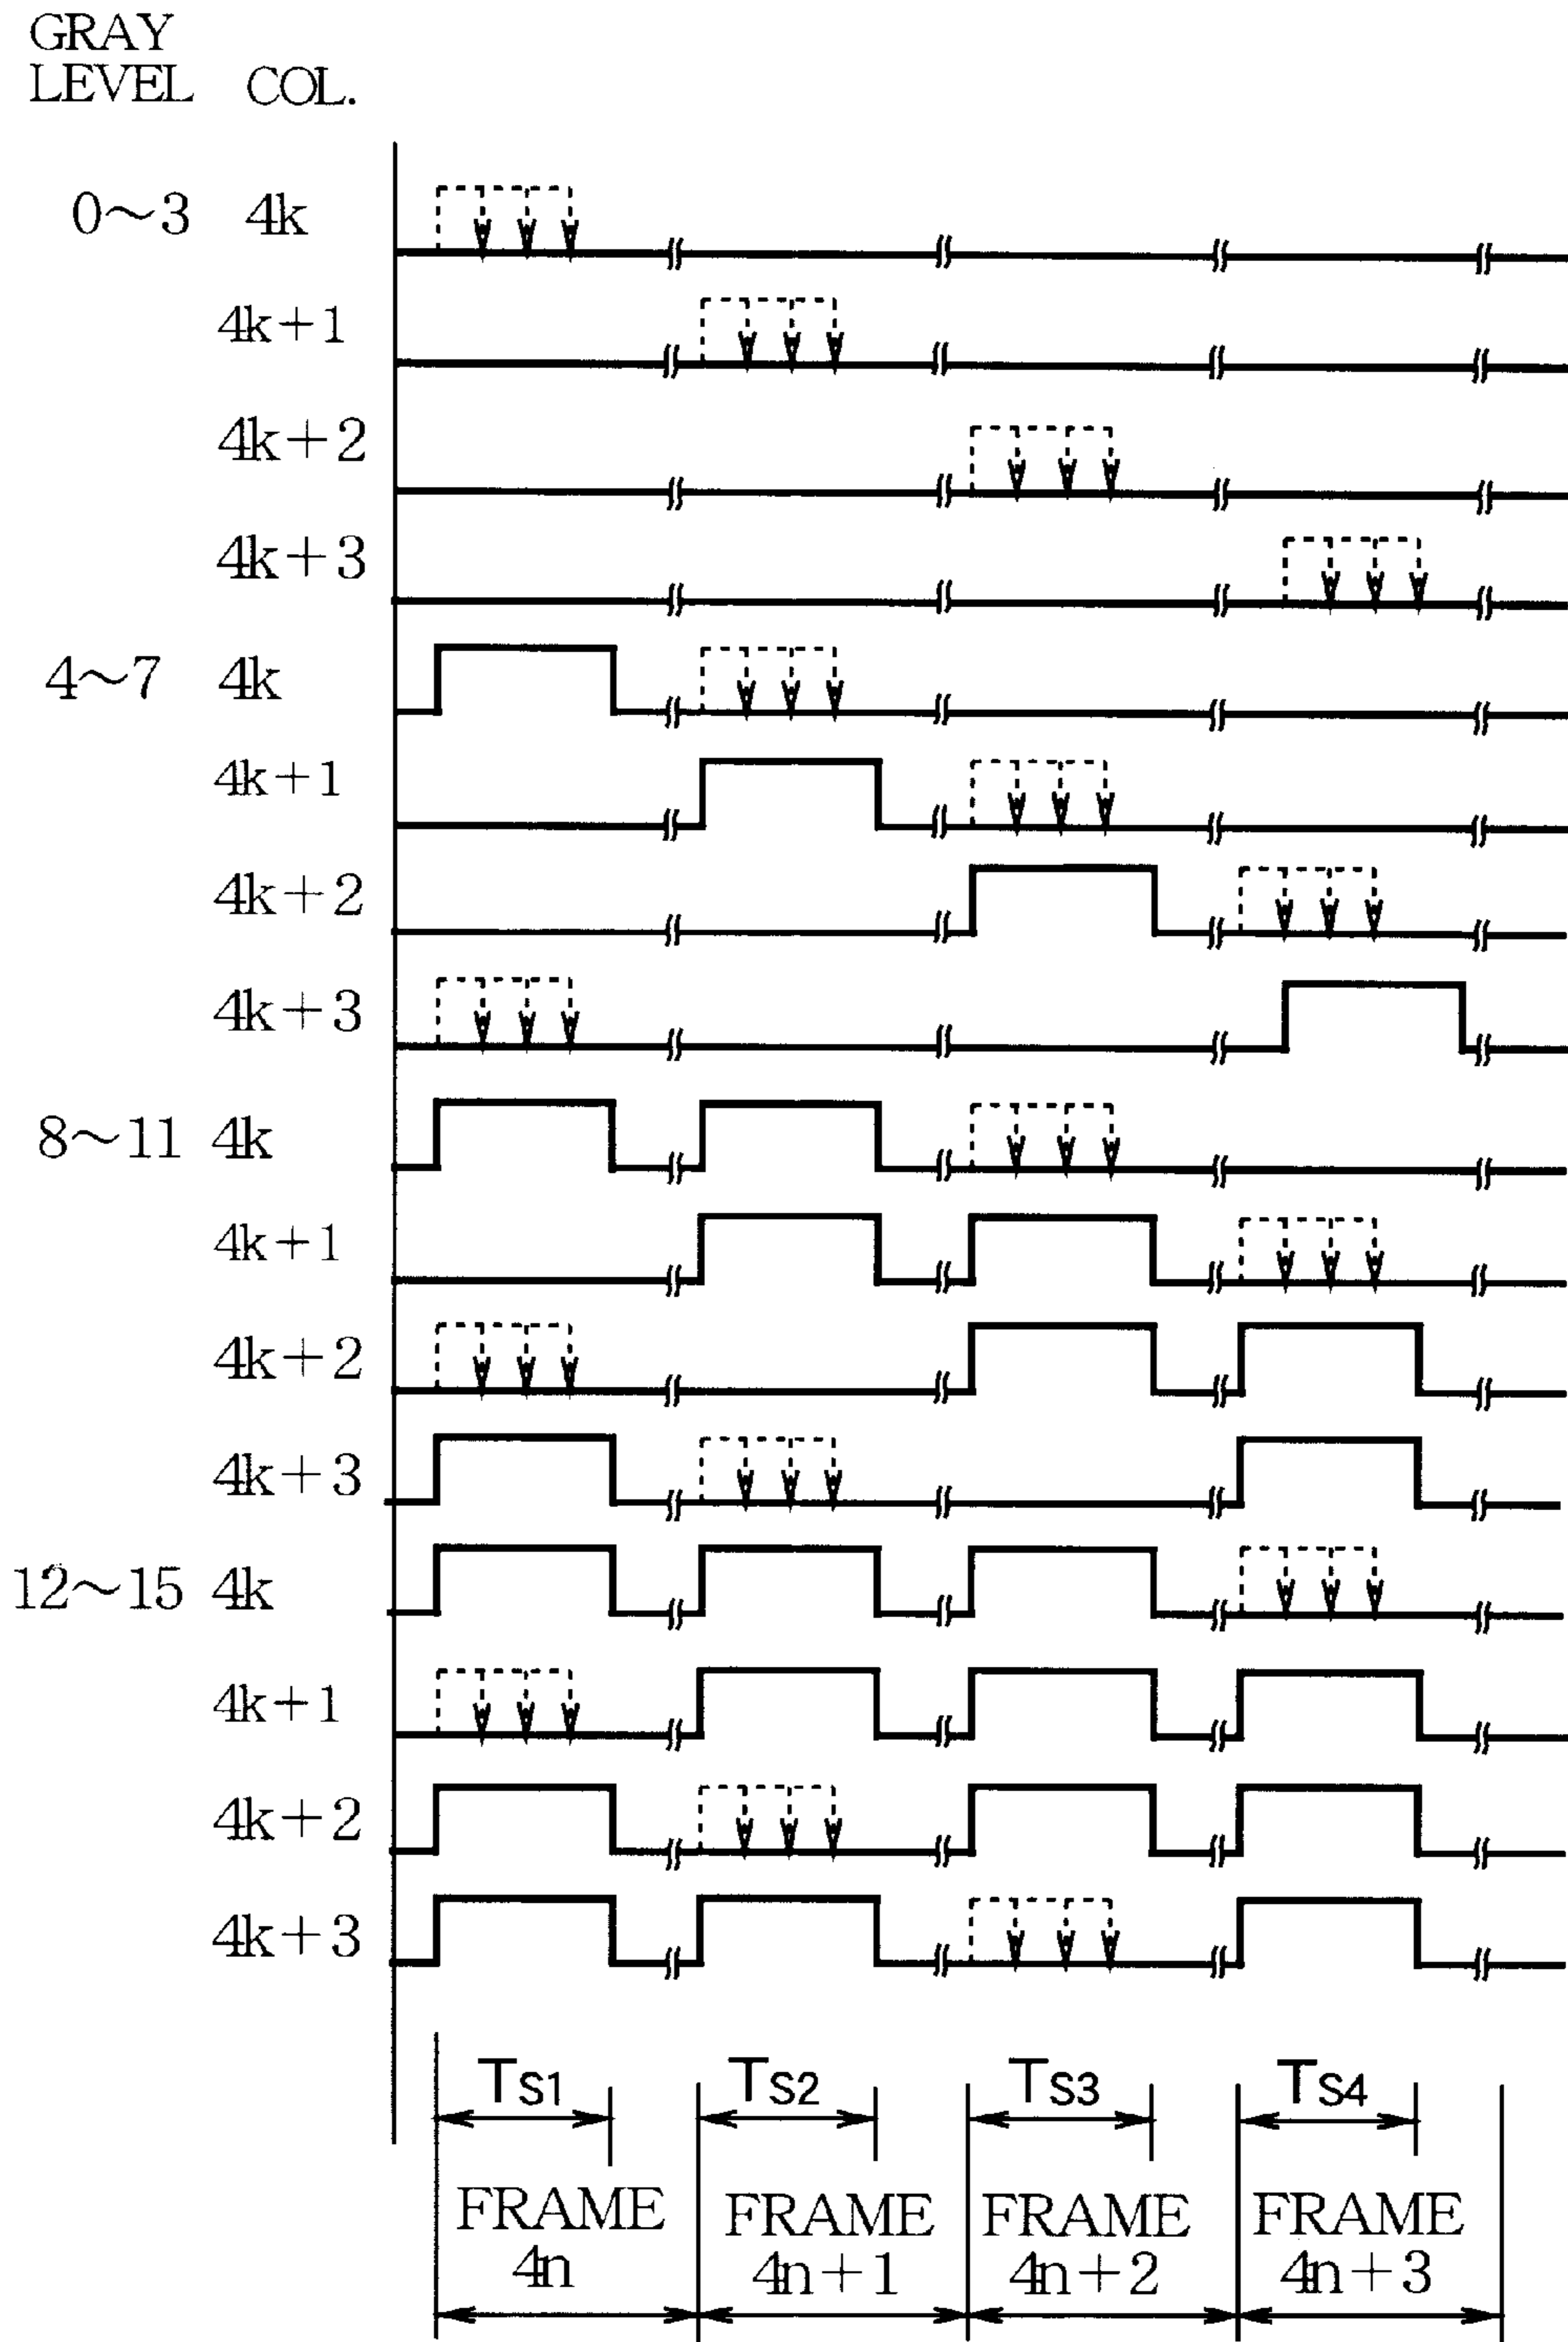 GRAY
LEVEL COL.
0～3 4k
4k+1
4k+2
4k+3
4～7 4k
4k+1
4k+2
4k+3
8～11 4k
4k+1
4k+2
4k+3
12～15 4k
4k+1
4k+2
4k+3
TS1 TS2 TS3 TS4
FRAME FRAME FRAME FRAME
4n 4n+1 4n+2 4n+3